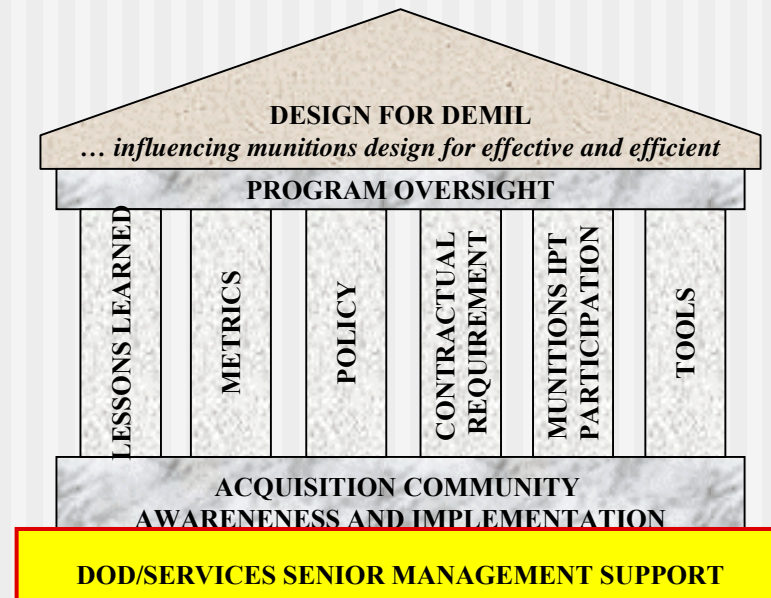 DESIGN FOR DEMIL
… influencing munitions design for effective and efficient
PROGRAM OVERSIGHT
LESSONS LEARNED
METRICS
POLICY
CONTRACTUAL
REQUIREMENT
MUNITIONS IPT
PARTICIPATION
TOOLS
ACQUISITION COMMUNITY
AWARENENESS AND IMPLEMENTATION
DOD/SERVICES SENIOR MANAGEMENT SUPPORT